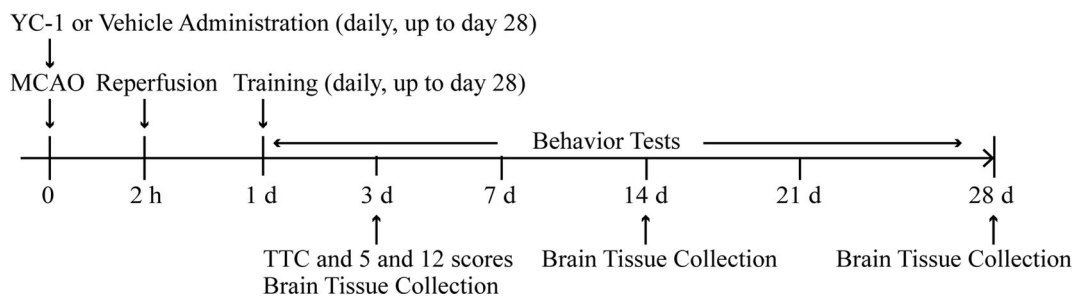 YC-1 or Vehicle Administration (daily, up to day 28)
MCAO Reperfusion Training (daily, up to day 28)
Behavior Tests
0 2 h 1 d 3 d 7 d 14 d 21 d 28 d
TTC and 5 and 12 scores Brain Tissue Collection Brain Tissue Collection
Brain Tissue Collection